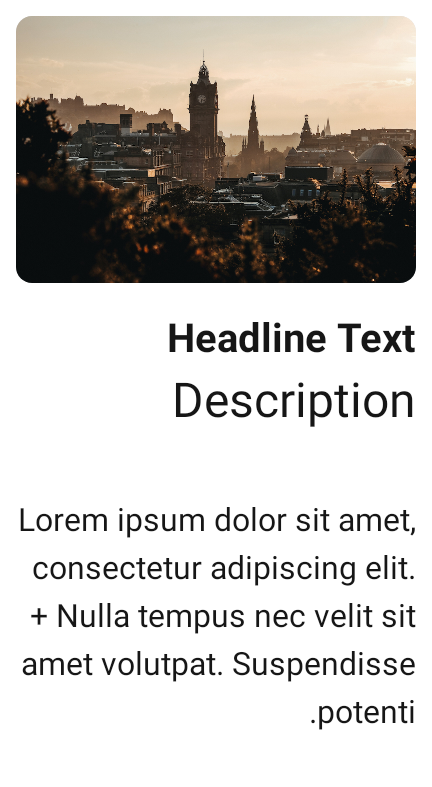 Headline Text
Description
Lorem ipsum dolor sit amet,
consectetur adipiscing elit.
+ Nulla tempus nec velit sit
amet volutpat. Suspendisse
.potenti